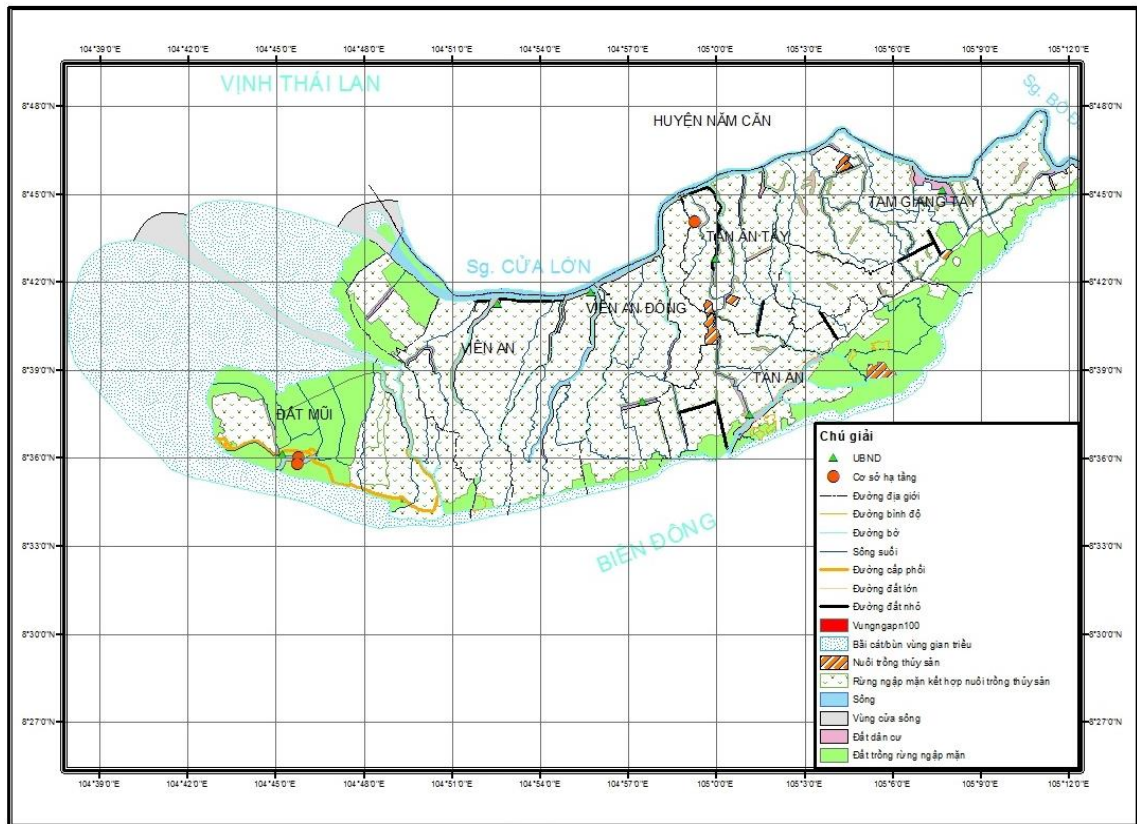 104°39'0"E 104°42'0"E 104°45'0"E 104°48'0"E 104°51'0"E 104°54'0"E 104°57'0"E 105°0'0"E 105°3'0"E 105°6'0"E 105°9'0"E 105°12'0"E
VỊNH THÁI LAN
Sg. BỒ Đ
8°48'0"N 8°48'0"N
HUYỆN NĂM CĂN
8°45'0"N 8°45'0"N
TAM GIANG TÂY
TAN ÂN TÂY
Sg. CỬA LỚN
8°42'0"N 8°42'0"N
VIÊN AN ĐÔNG
VIÊN AN
8°39'0"N 8°39'0"N
TAN ÂN
ĐẤT MŨI
8°36'0"N 8°36'0"N
BIỂN ĐÔNG
8°33'0"N 8°33'0"N
8°30'0"N 8°30'0"N
8°27'0"N 8°27'0"N
Chú giải
UBND
Cơ sở hạ tầng
Đường địa giới
Đường bình độ
Đường bờ
Sông suối
Đường cấp phối
Đường đất lớn
Đường đất nhỏ
Vungngapn100
Bãi cát/bùn vùng gian triều
Nuôi trồng thủy sản
Rừng ngập mặn kết hợp nuôi trồng thủy sản
Sông
Vùng cửa sông
Đất dân cư
Đất trồng rừng ngập mặn
104°39'0"E 104°42'0"E 104°45'0"E 104°48'0"E 104°51'0"E 104°54'0"E 104°57'0"E 105°0'0"E 105°3'0"E 105°6'0"E 105°9'0"E 105°12'0"E